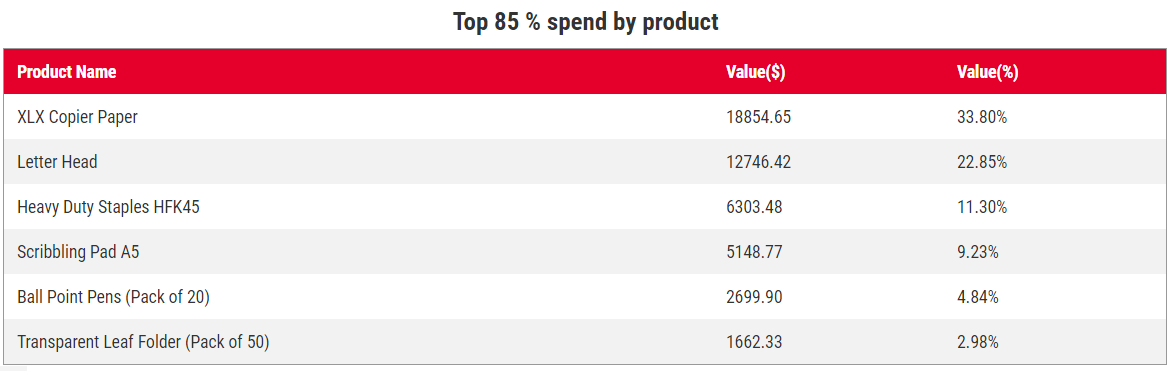 Top 85 % spend by product
Product Name Value($) Value(%)
XLX Copier Paper 18854.65 33.80%
Letter Head 12746.42 22.85%
Heavy Duty Staples HFK45 6303.48 11.30%
Scribbling Pad A5 5148.77 9.23%
Ball Point Pens (Pack of 20) 2699.90 4.84%
Transparent Leaf Folder (Pack of 50) 1662.33 2.98%